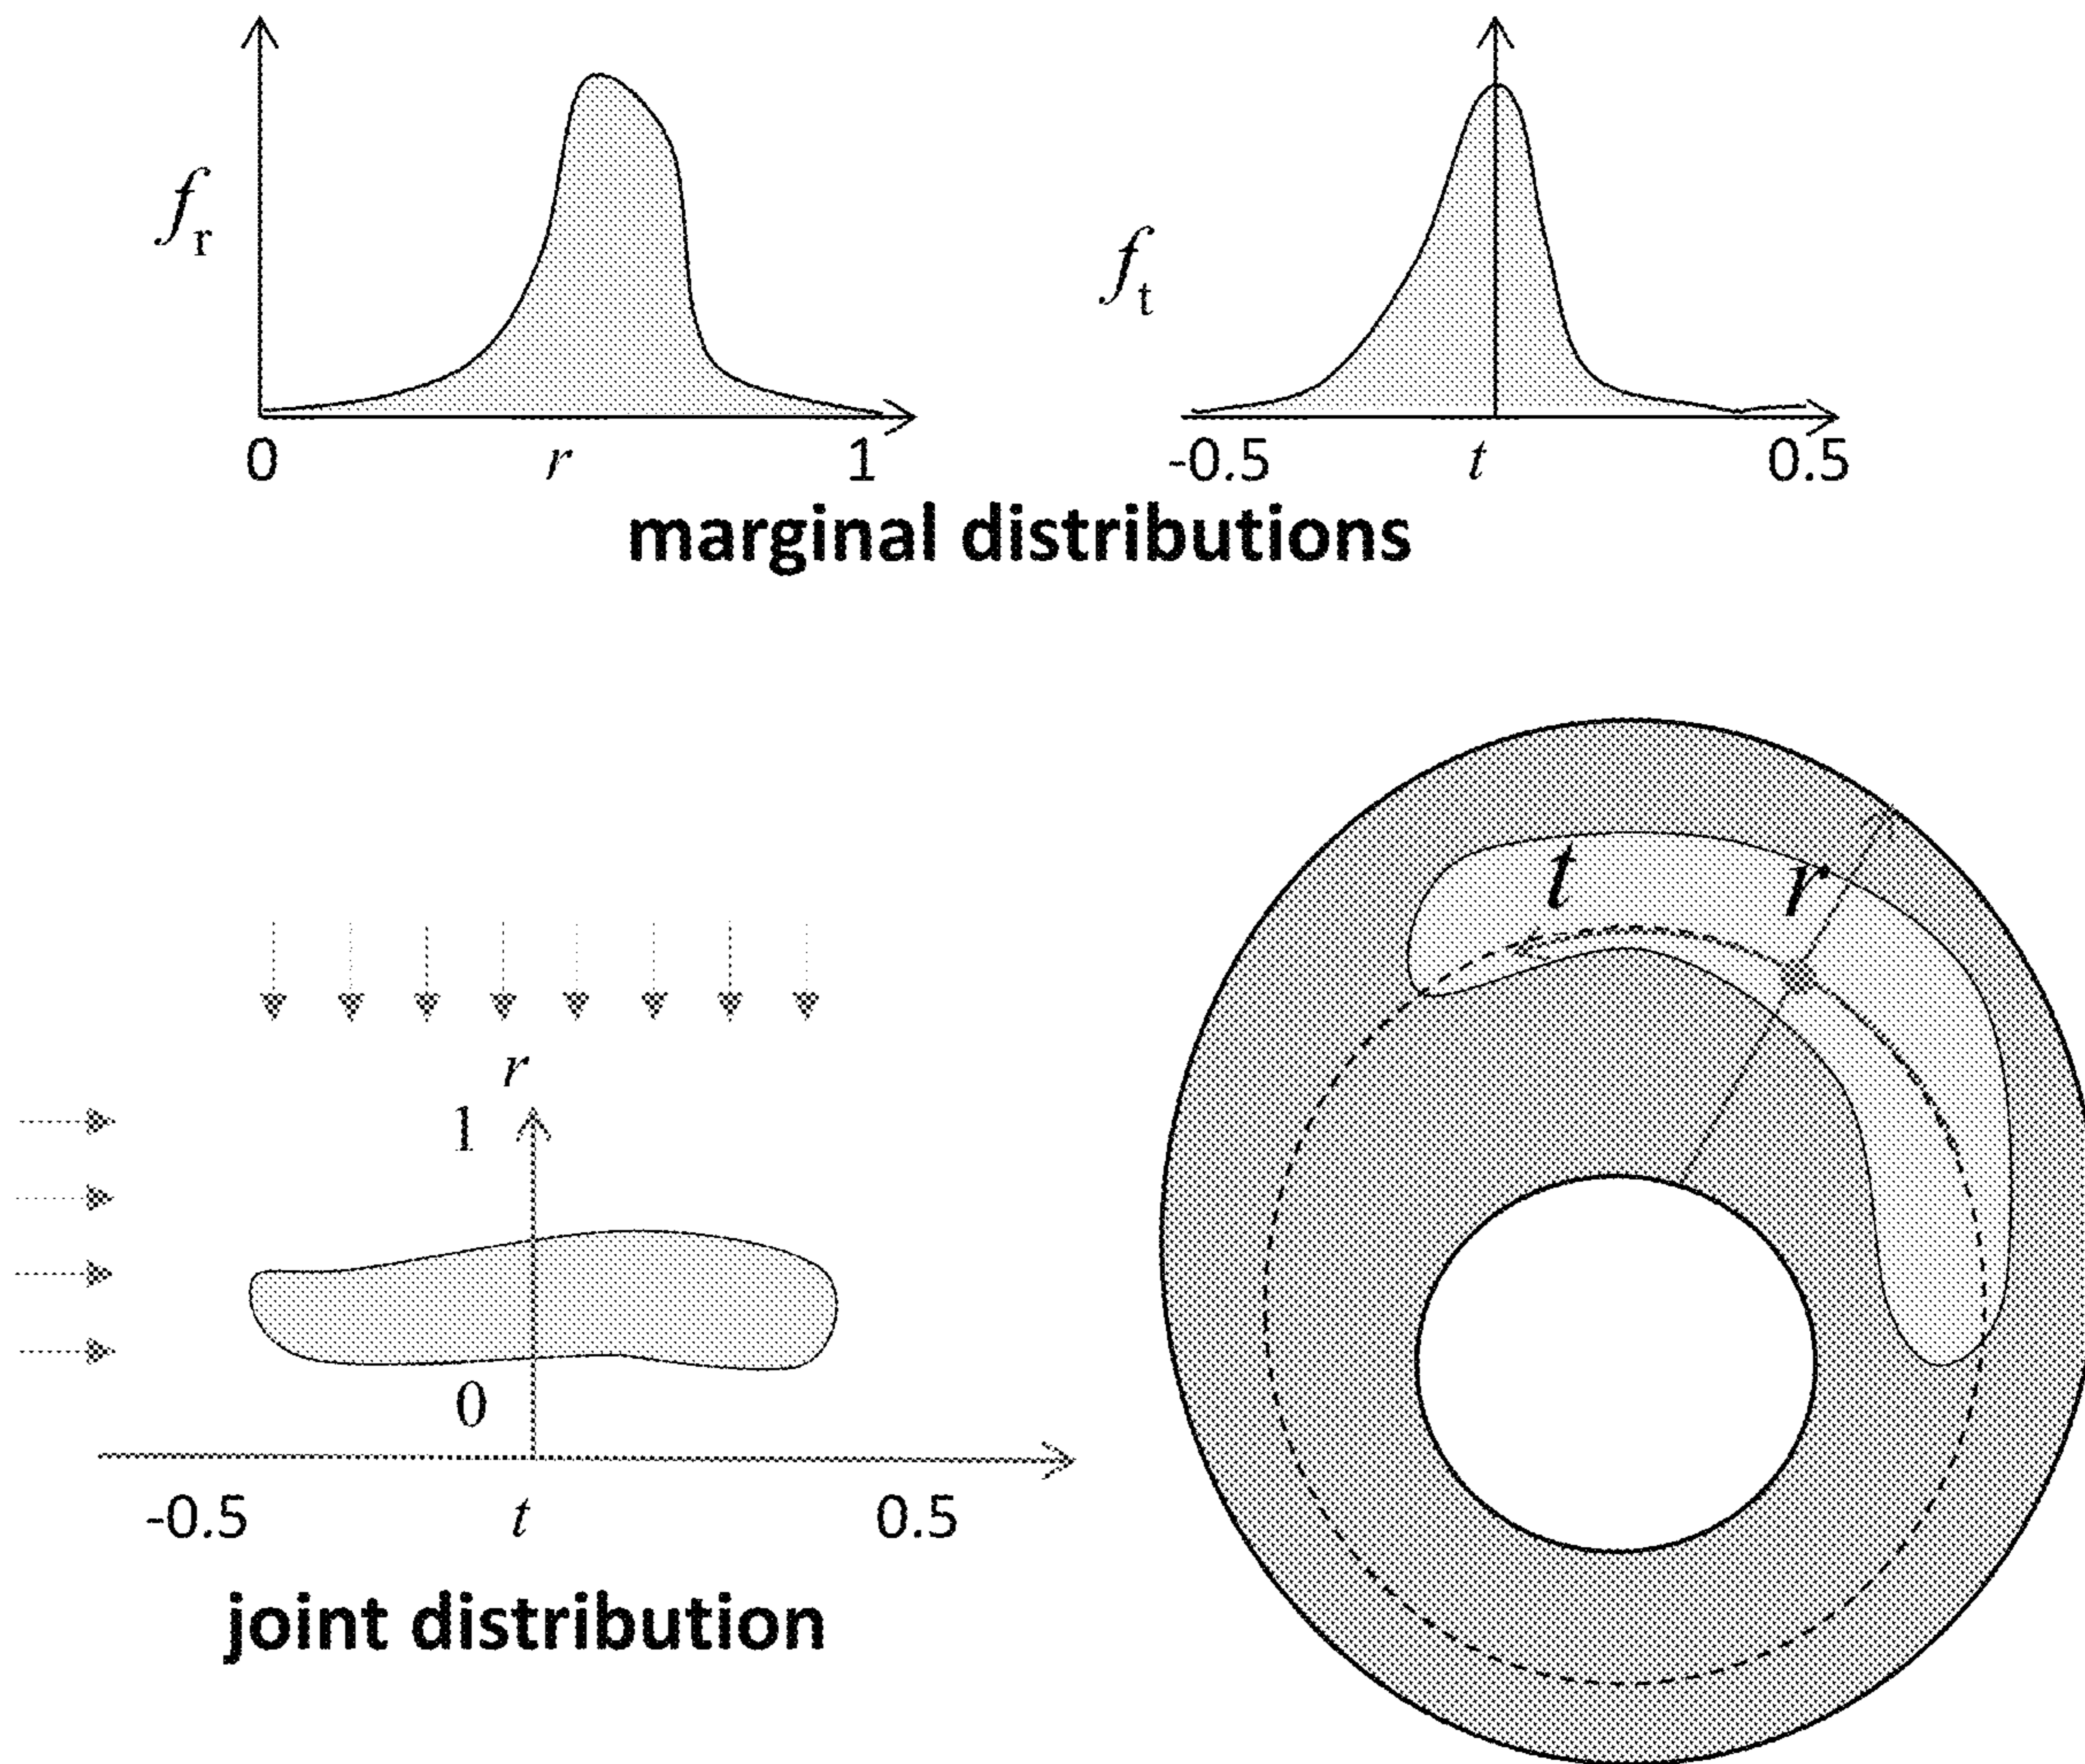 f_r
f_t
0 r 1
-0.5 t 0.5
marginal distributions
t
r
r
1
0
-0.5 t 0.5
joint distribution